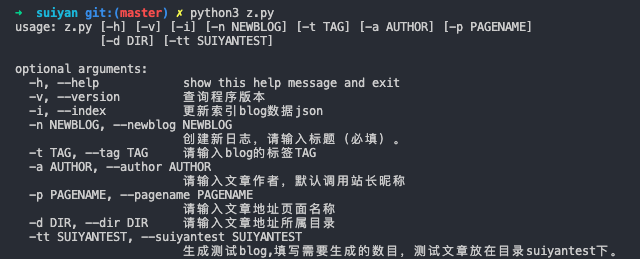 ➜ suiyan git:(master) ✗ python3 z.py
usage: z.py [-h] [-v] [-i] [-n NEWBLOG] [-t TAG] [-a AUTHOR] [-p PAGENAME]
[-d DIR] [-tt SUIYANTEST]
optional arguments:
-h, --help show this help message and exit
-v, --version 查询程序版本
-i, --index 更新索引blog数据json
-n NEWBLOG, --newblog NEWBLOG
创建新日志，请输入标题（必填）。
-t TAG, --tag TAG 请输入blog的标签TAG
-a AUTHOR, --author AUTHOR
请输入文章作者，默认调用站长昵称
-p PAGENAME, --pagename PAGENAME
请输入文章地址页面名称
-d DIR, --dir DIR 请输入文章地址所属目录
-tt SUIYANTEST, --suiyantest SUIYANTEST
生成测试blog,填写需要生成的数目，测试文章放在目录suiyantest下。